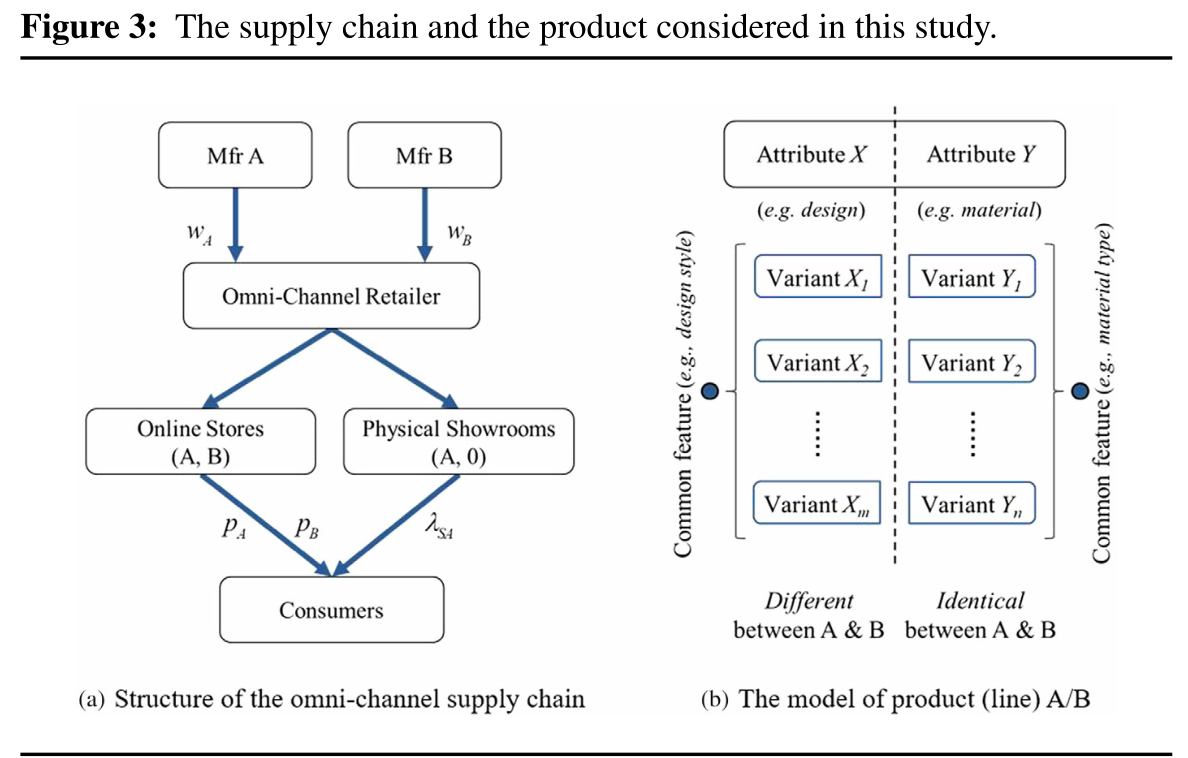 Figure 3: The supply chain and the product considered in this study.
Mfr A
Mfr B
w_A
w_B
Omni-Channel Retailer
Online Stores
(A, B)
Physical Showrooms
(A, 0)
p_A
p_B
λ_SA
Consumers
(a) Structure of the omni-channel supply chain
Attribute X
Attribute Y
(e.g. design)
(e.g. material)
Common feature (e.g., design style)
Variant X_1
Variant Y_1
Variant X_2
Variant Y_2
......
......
Variant X_m
Variant Y_n
Common feature (e.g., material type)
Different
between A & B
Identical
between A & B
(b) The model of product (line) A/B